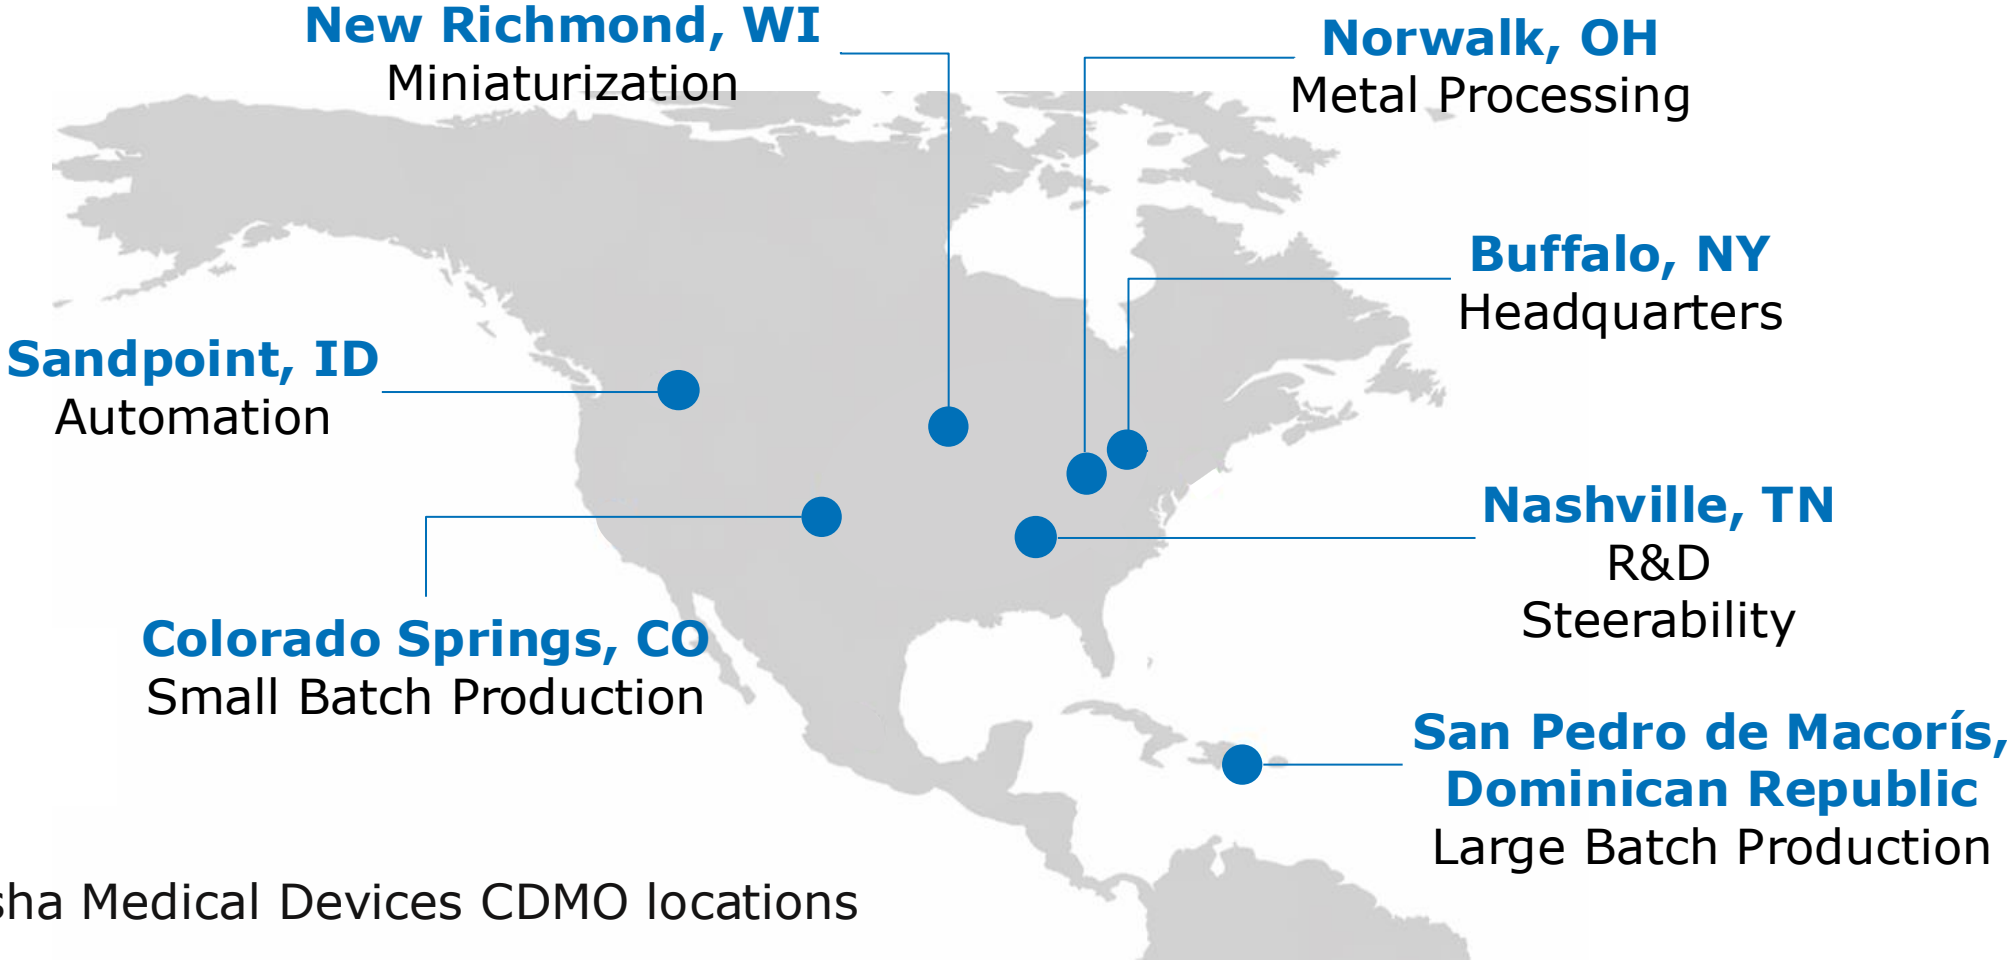 New Richmond, WI
Miniaturization
Norwalk, OH
Metal Processing
Buffalo, NY
Headquarters
Sandpoint, ID
Automation
Nashville, TN
R&D
Steerability
Colorado Springs, CO
Small Batch Production
San Pedro de Macorís,
Dominican Republic
Large Batch Production
Medical Devices CDMO locations